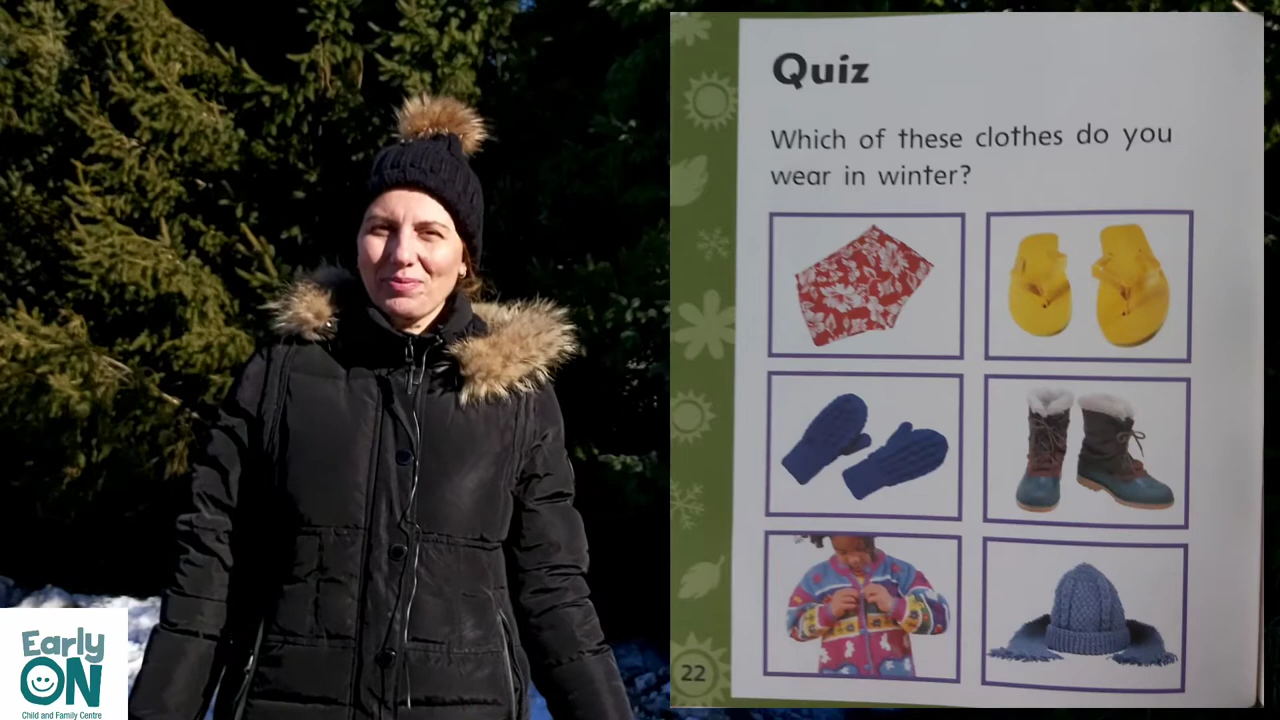 Quiz
Which of these clothes do you
wear in winter?
22
Early
ON
Child and Family Centre